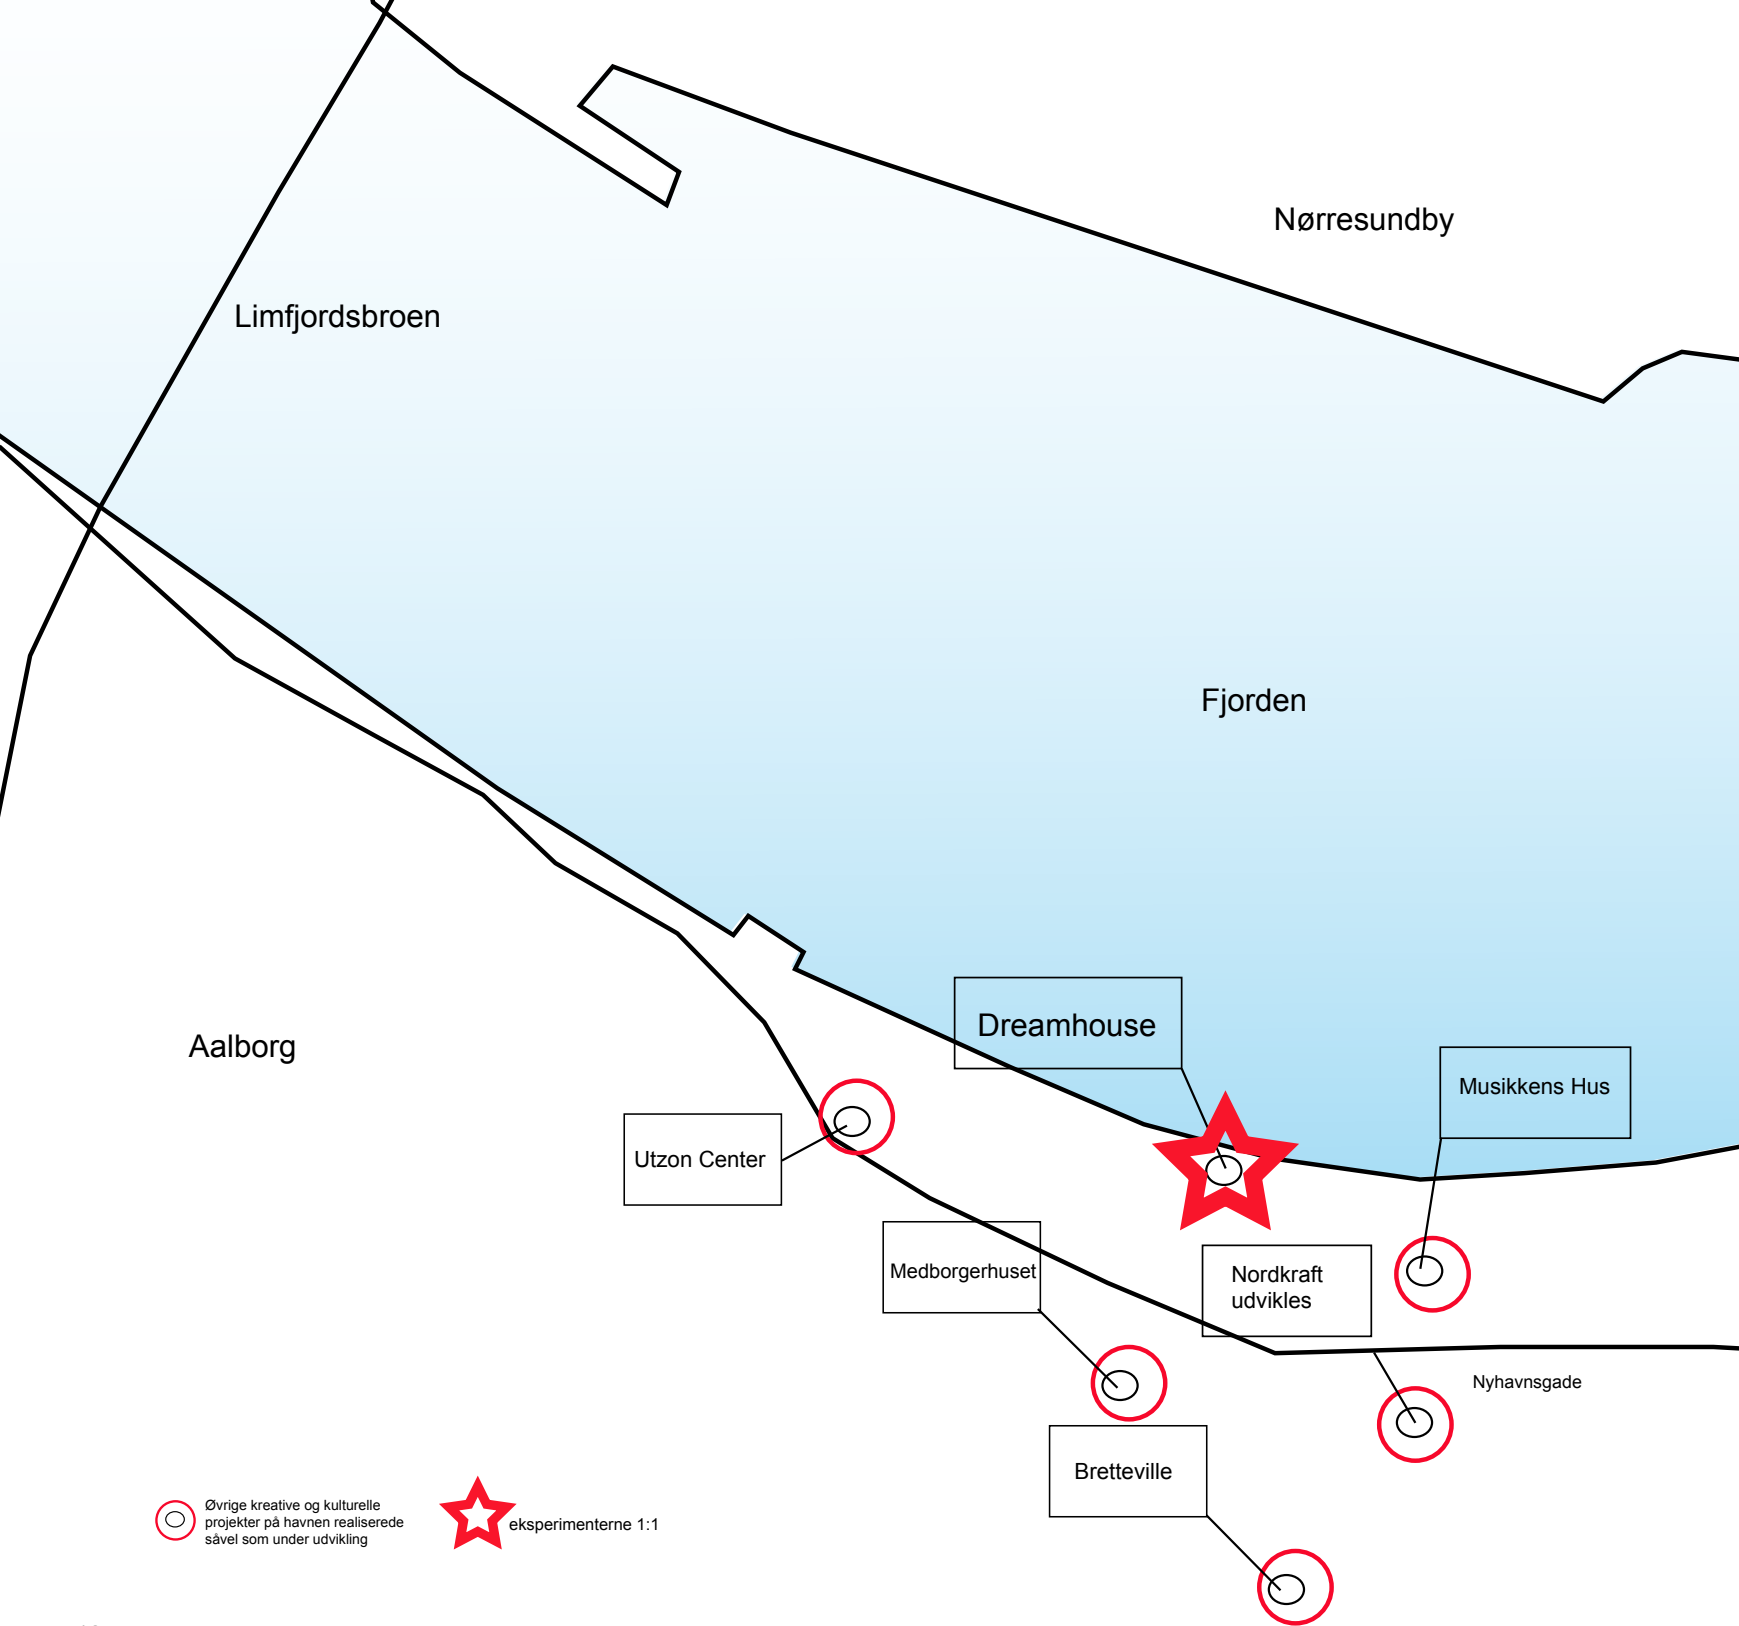 Nørresundby
Limfjordsbroen
Fjorden
Dreamhouse
Aalborg
Musikkens Hus
Utzon Center
Medborgerhuset
Nordkraft
udvikles
Nyhavnsgade
Bretteville
Øvrige kreative og kulturelle
projekter på havnen realiserede
såvel som under udvikling
eksperimenterne 1:1